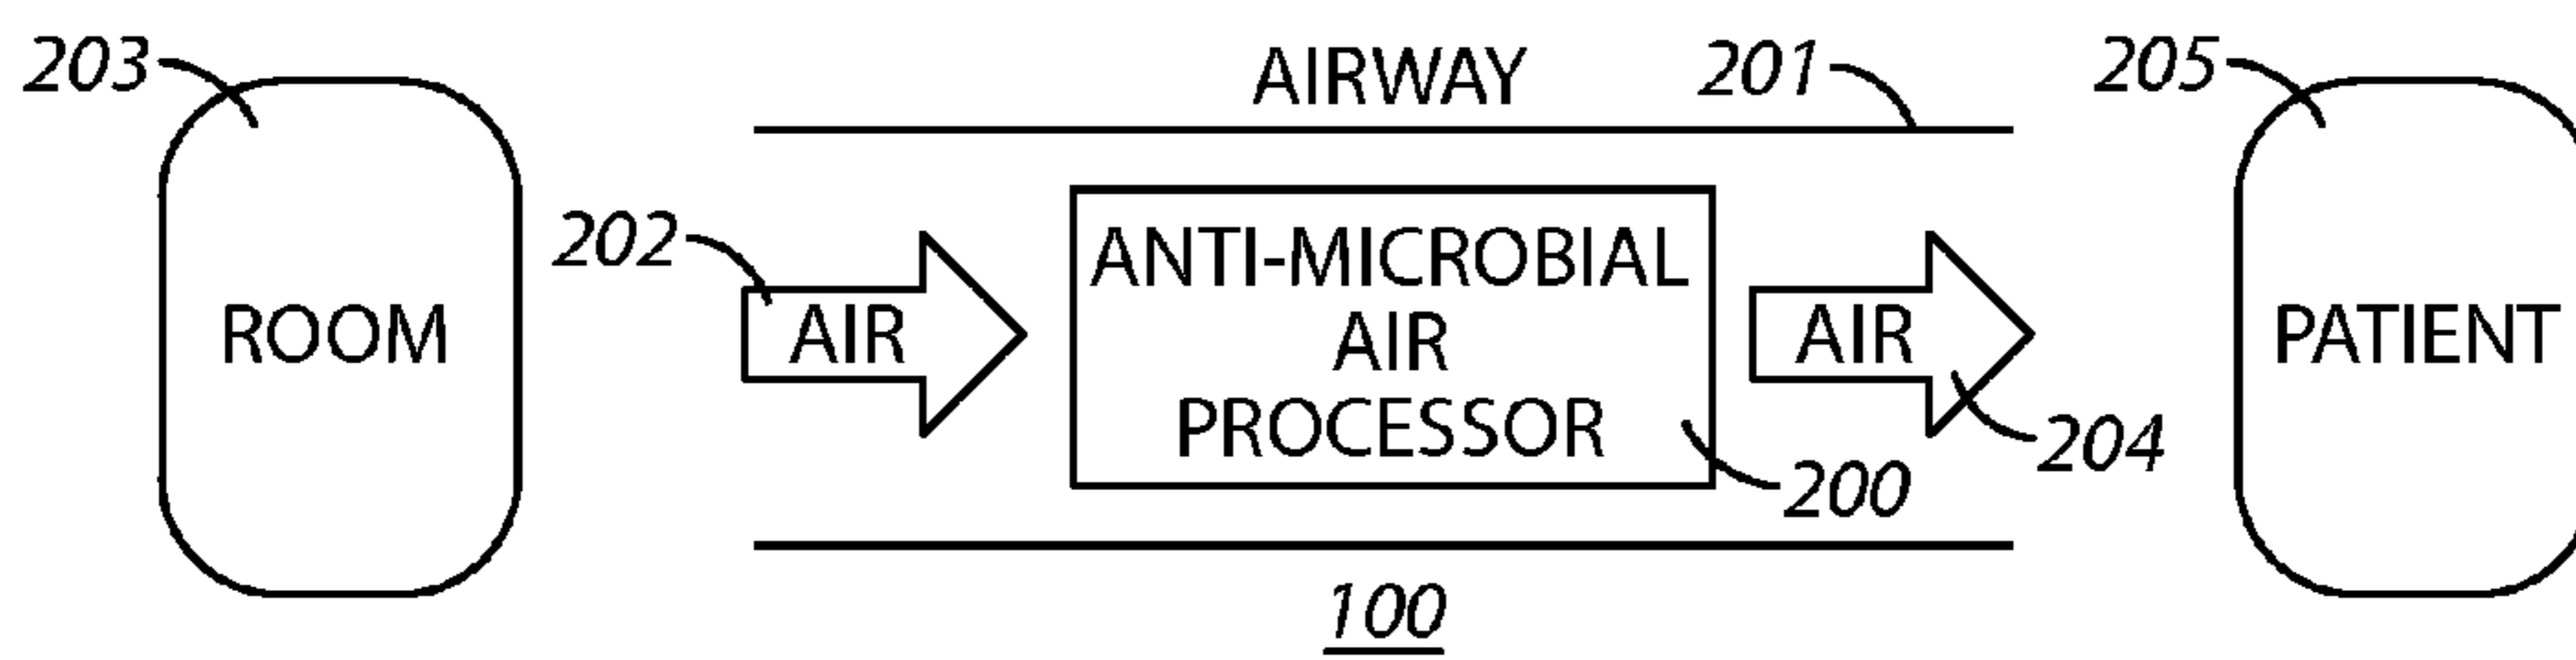 203
AIRWAY
201
205
202
ROOM
AIR
ANTI-MICROBIAL
AIR
PROCESSOR
AIR
PATIENT
204
200
100